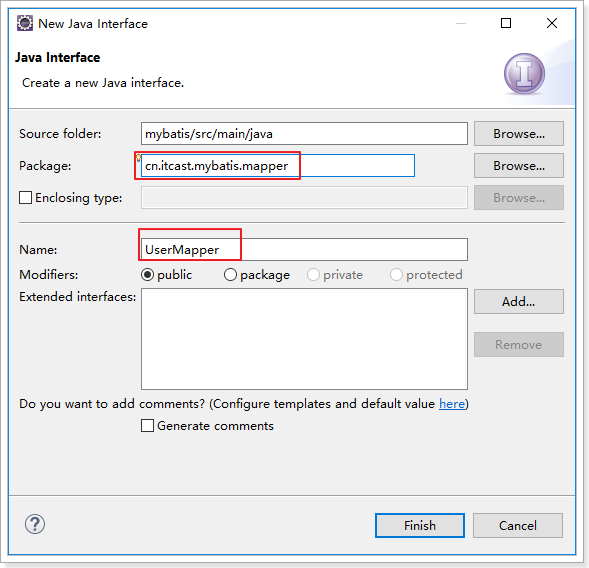 New Java Interface
Java Interface
Create a new Java interface.
Source folder: mybatis/src/main/java Browse...
Package: cn.itcast.mybatis.mapper Browse...
Enclosing type: Browse...
Name: UserMapper
Modifiers: public package private protected
Extended interfaces: Add...
Remove
Do you want to add comments? (Configure templates and default value here)
Generate comments
? Finish Cancel